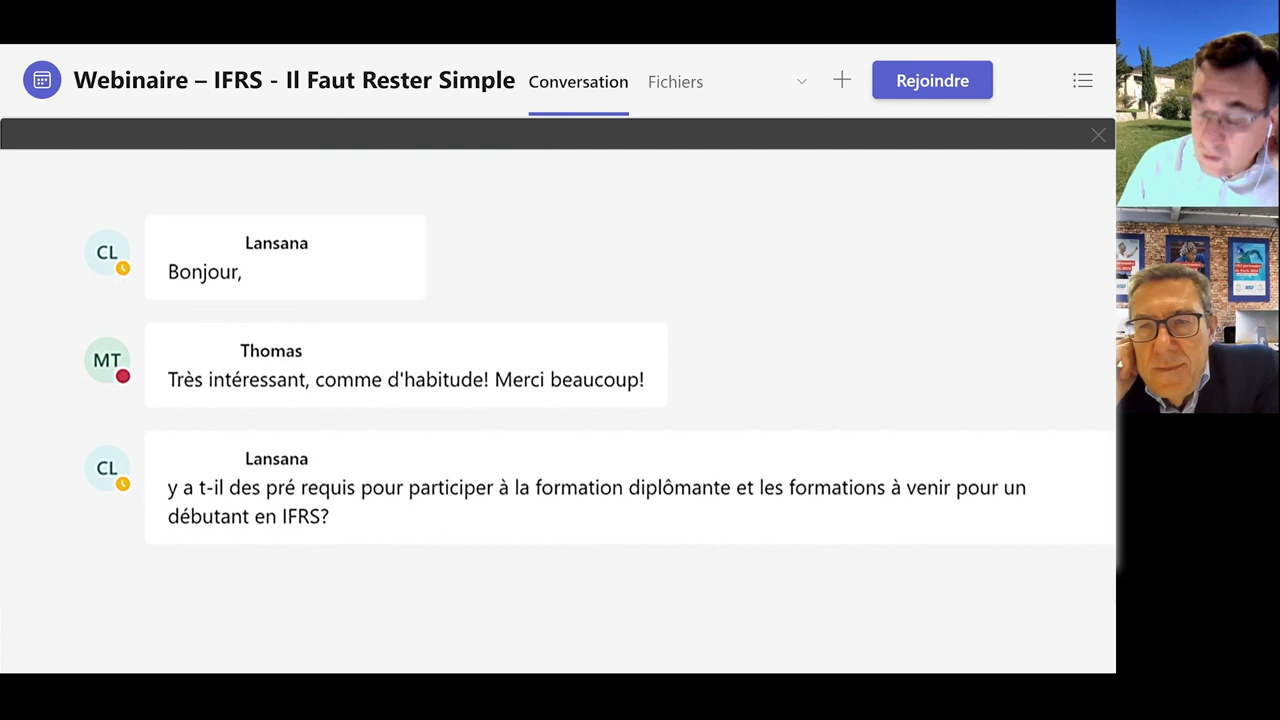 Webinaire – IFRS - Il Faut Rester Simple Conversation Fichiers Rejoindre
CL Lansana
Bonjour,
MT Thomas
Très intéressant, comme d'habitude! Merci beaucoup!
CL Lansana
y a t-il des pré requis pour participer à la formation diplômante et les formations à venir pour un
débutant en IFRS?